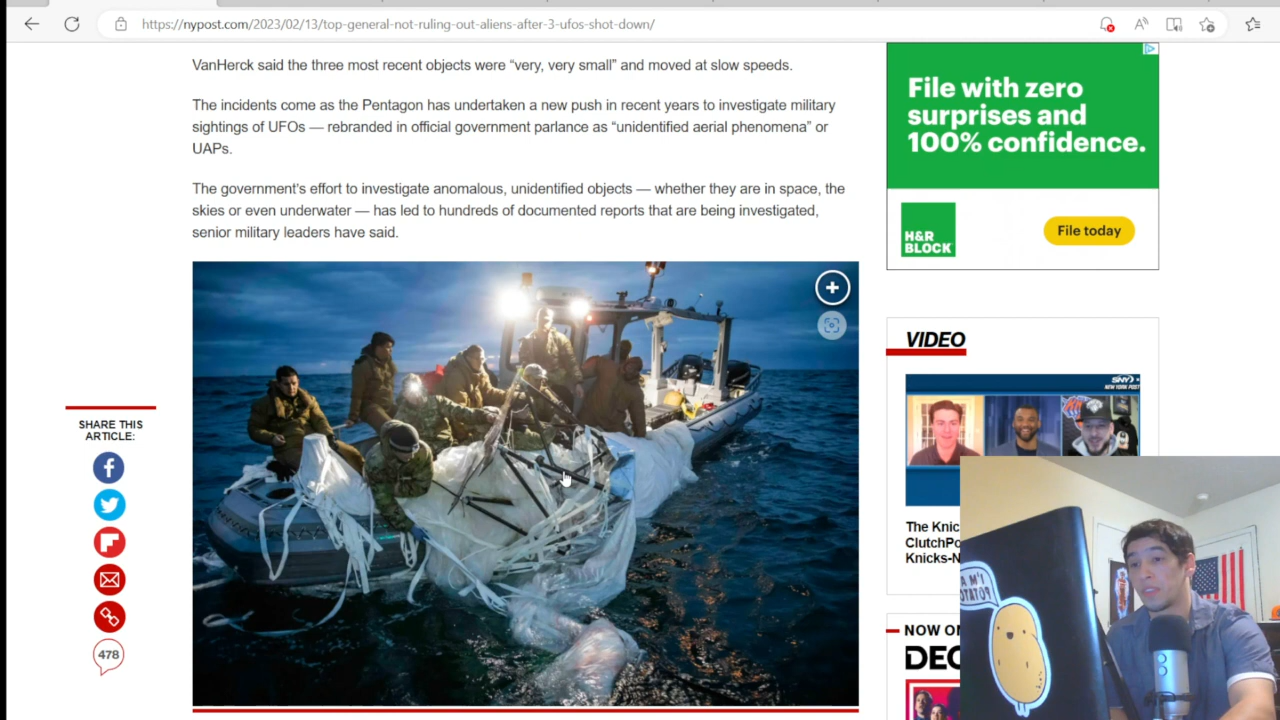 https://nypost.com/2023/02/13/top-general-not-ruling-out-aliens-after-3-ufos-shot-down/
VanHerck said the three most recent objects were “very, very small” and moved at slow speeds.
The incidents come as the Pentagon has undertaken a new push in recent years to investigate military
sightings of UFOs — rebranded in official government parlance as “unidentified aerial phenomena” or
UAPs.
The government’s effort to investigate anomalous, unidentified objects — whether they are in space, the
skies or even underwater — has led to hundreds of documented reports that are being investigated,
senior military leaders have said.
SHARE THIS
ARTICLE:
478
File with zero
surprises and
100% confidence.
H&R
BLOCK
File today
VIDEO
SNY
NEW YORK POST
The Knic
ClutchPo
Knicks-N
NOW ON
DEC
I'M A
POTATO